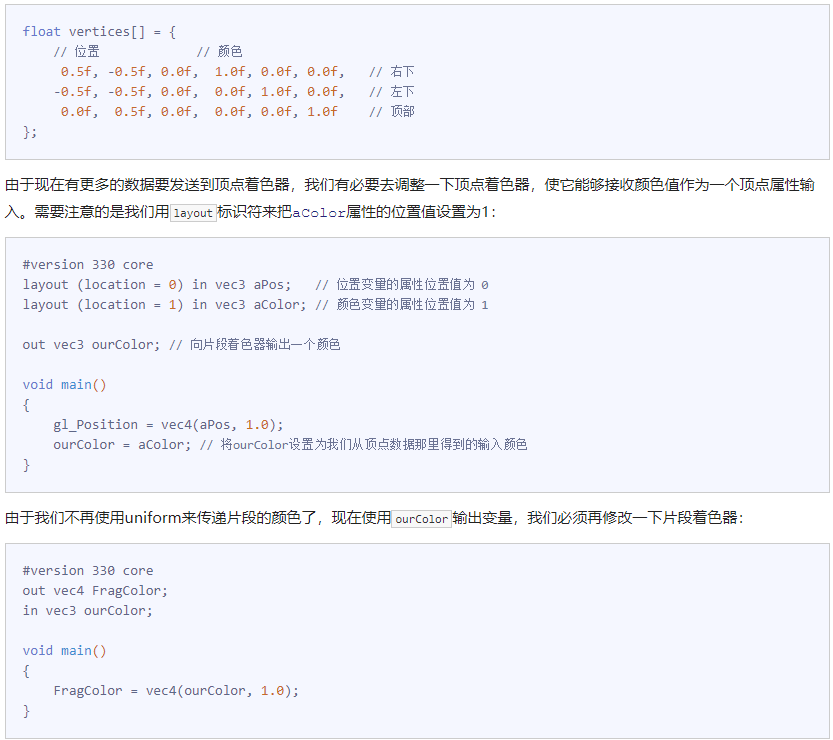 float vertices[] = {
    // 位置              // 颜色
     0.5f, -0.5f, 0.0f,  1.0f, 0.0f, 0.0f,   // 右下
    -0.5f, -0.5f, 0.0f,  0.0f, 1.0f, 0.0f,   // 左下
     0.0f,  0.5f, 0.0f,  0.0f, 0.0f, 1.0f    // 顶部
};
由于现在有更多的数据要发送到顶点着色器，我们有必要去调整一下顶点着色器，使它能够接收颜色值作为一个顶点属性输
入。需要注意的是我们用layout标识符来把aColor属性的位置值设置为1：
#version 330 core
layout (location = 0) in vec3 aPos;   // 位置变量的属性位置值为 0
layout (location = 1) in vec3 aColor; // 颜色变量的属性位置值为 1
out vec3 ourColor; // 向片段着色器输出一个颜色
void main()
{
    gl_Position = vec4(aPos, 1.0);
    ourColor = aColor; // 将ourColor设置为我们从顶点数据那里得到的输入颜色
}
由于我们不再使用uniform来传递片段的颜色了，现在使用ourColor输出变量，我们必须再修改一下片段着色器：
#version 330 core
out vec4 FragColor;
in vec3 ourColor;
void main()
{
    FragColor = vec4(ourColor, 1.0);
}